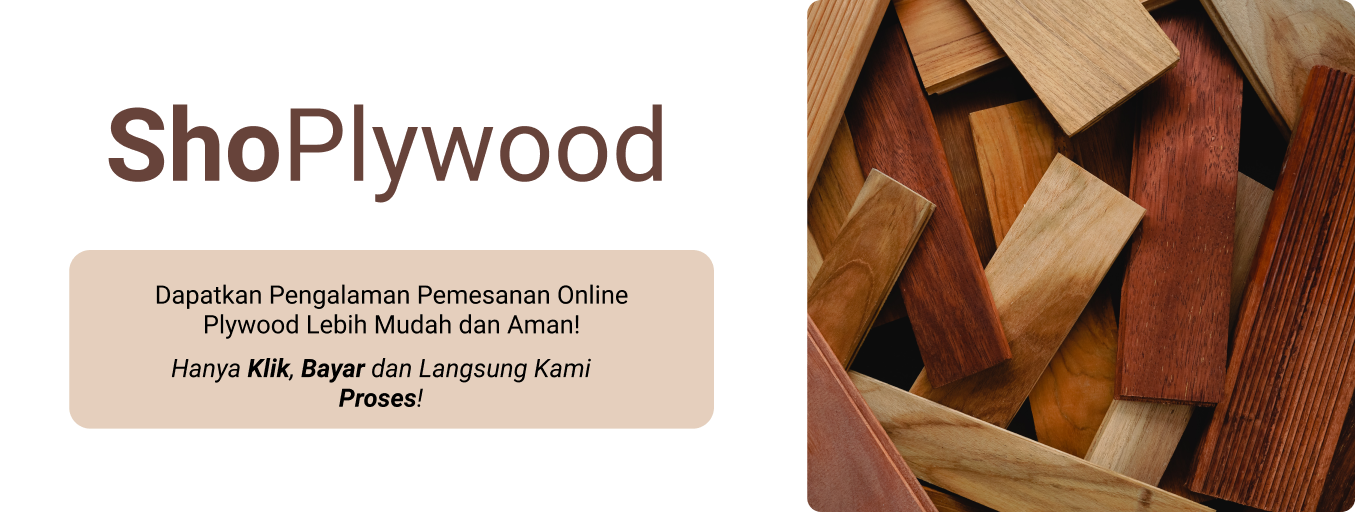 ShoPlywood
Dapatkan Pengalaman Pemesanan Online
Plywood Lebih Mudah dan Aman!
Hanya Klik, Bayar dan Langsung Kami
Proses!